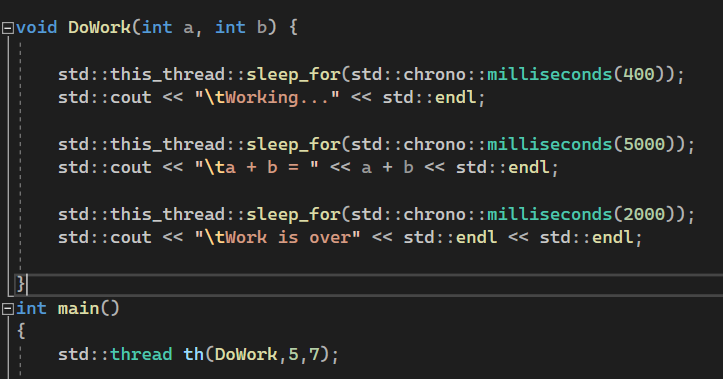 void DoWork(int a, int b) {
std::this_thread::sleep_for(std::chrono::milliseconds(400));
std::cout << "\tWorking..." << std::endl;
std::this_thread::sleep_for(std::chrono::milliseconds(5000));
std::cout << "\ta + b = " << a + b << std::endl;
std::this_thread::sleep_for(std::chrono::milliseconds(2000));
std::cout << "\tWork is over" << std::endl << std::endl;
}
int main()
{
std::thread th(DoWork,5,7);